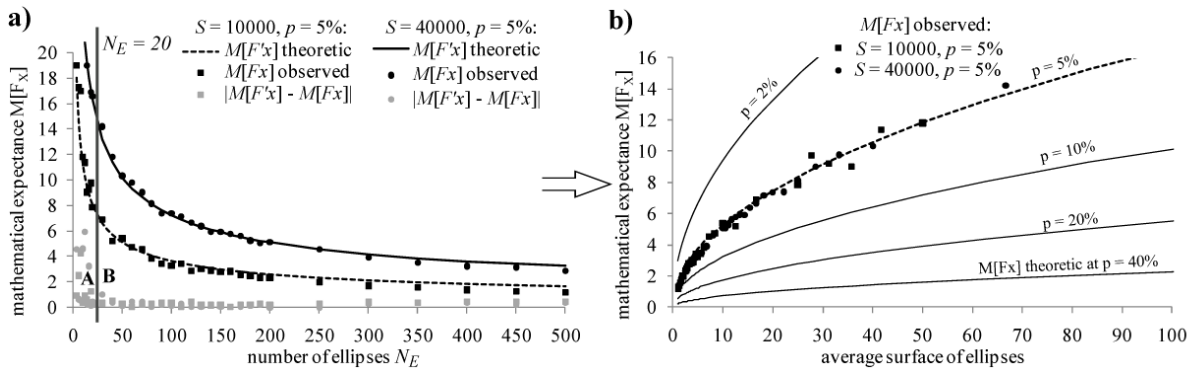 a)
N_E = 20
S = 10000, p = 5%:
M[F'x] theoretic
M[Fx] observed
|M[F'x] - M[Fx]|
S = 40000, p = 5%:
M[F'x] theoretic
M[Fx] observed
|M[F'x] - M[Fx]|
mathematical expectance M[F_X]
20
18
16
14
12
10
8
6
4
2
0
A B
0 50 100 150 200 250 300 350 400 450 500
number of ellipses N_E
b)
M[Fx] observed:
S = 10000, p = 5%
S = 40000, p = 5%
mathematical expectance M[F_X]
16
14
12
10
8
6
4
2
0
p = 2%
p = 5%
p = 10%
p = 20%
M[Fx] theoretic at p = 40%
0 10 20 30 40 50 60 70 80 90 100
average surface of ellipses